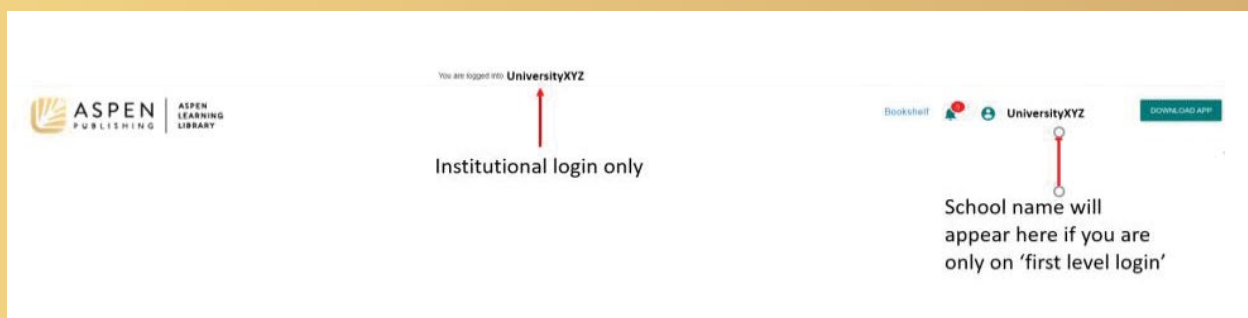 You are logged into UniversityXYZ
ASPEN
PUBLISHING
ASPEN
LEARNING
LIBRARY
Bookshelf
UniversityXYZ
DOWNLOAD APP
Institutional login only
School name will
appear here if you are
only on ‘first level login’